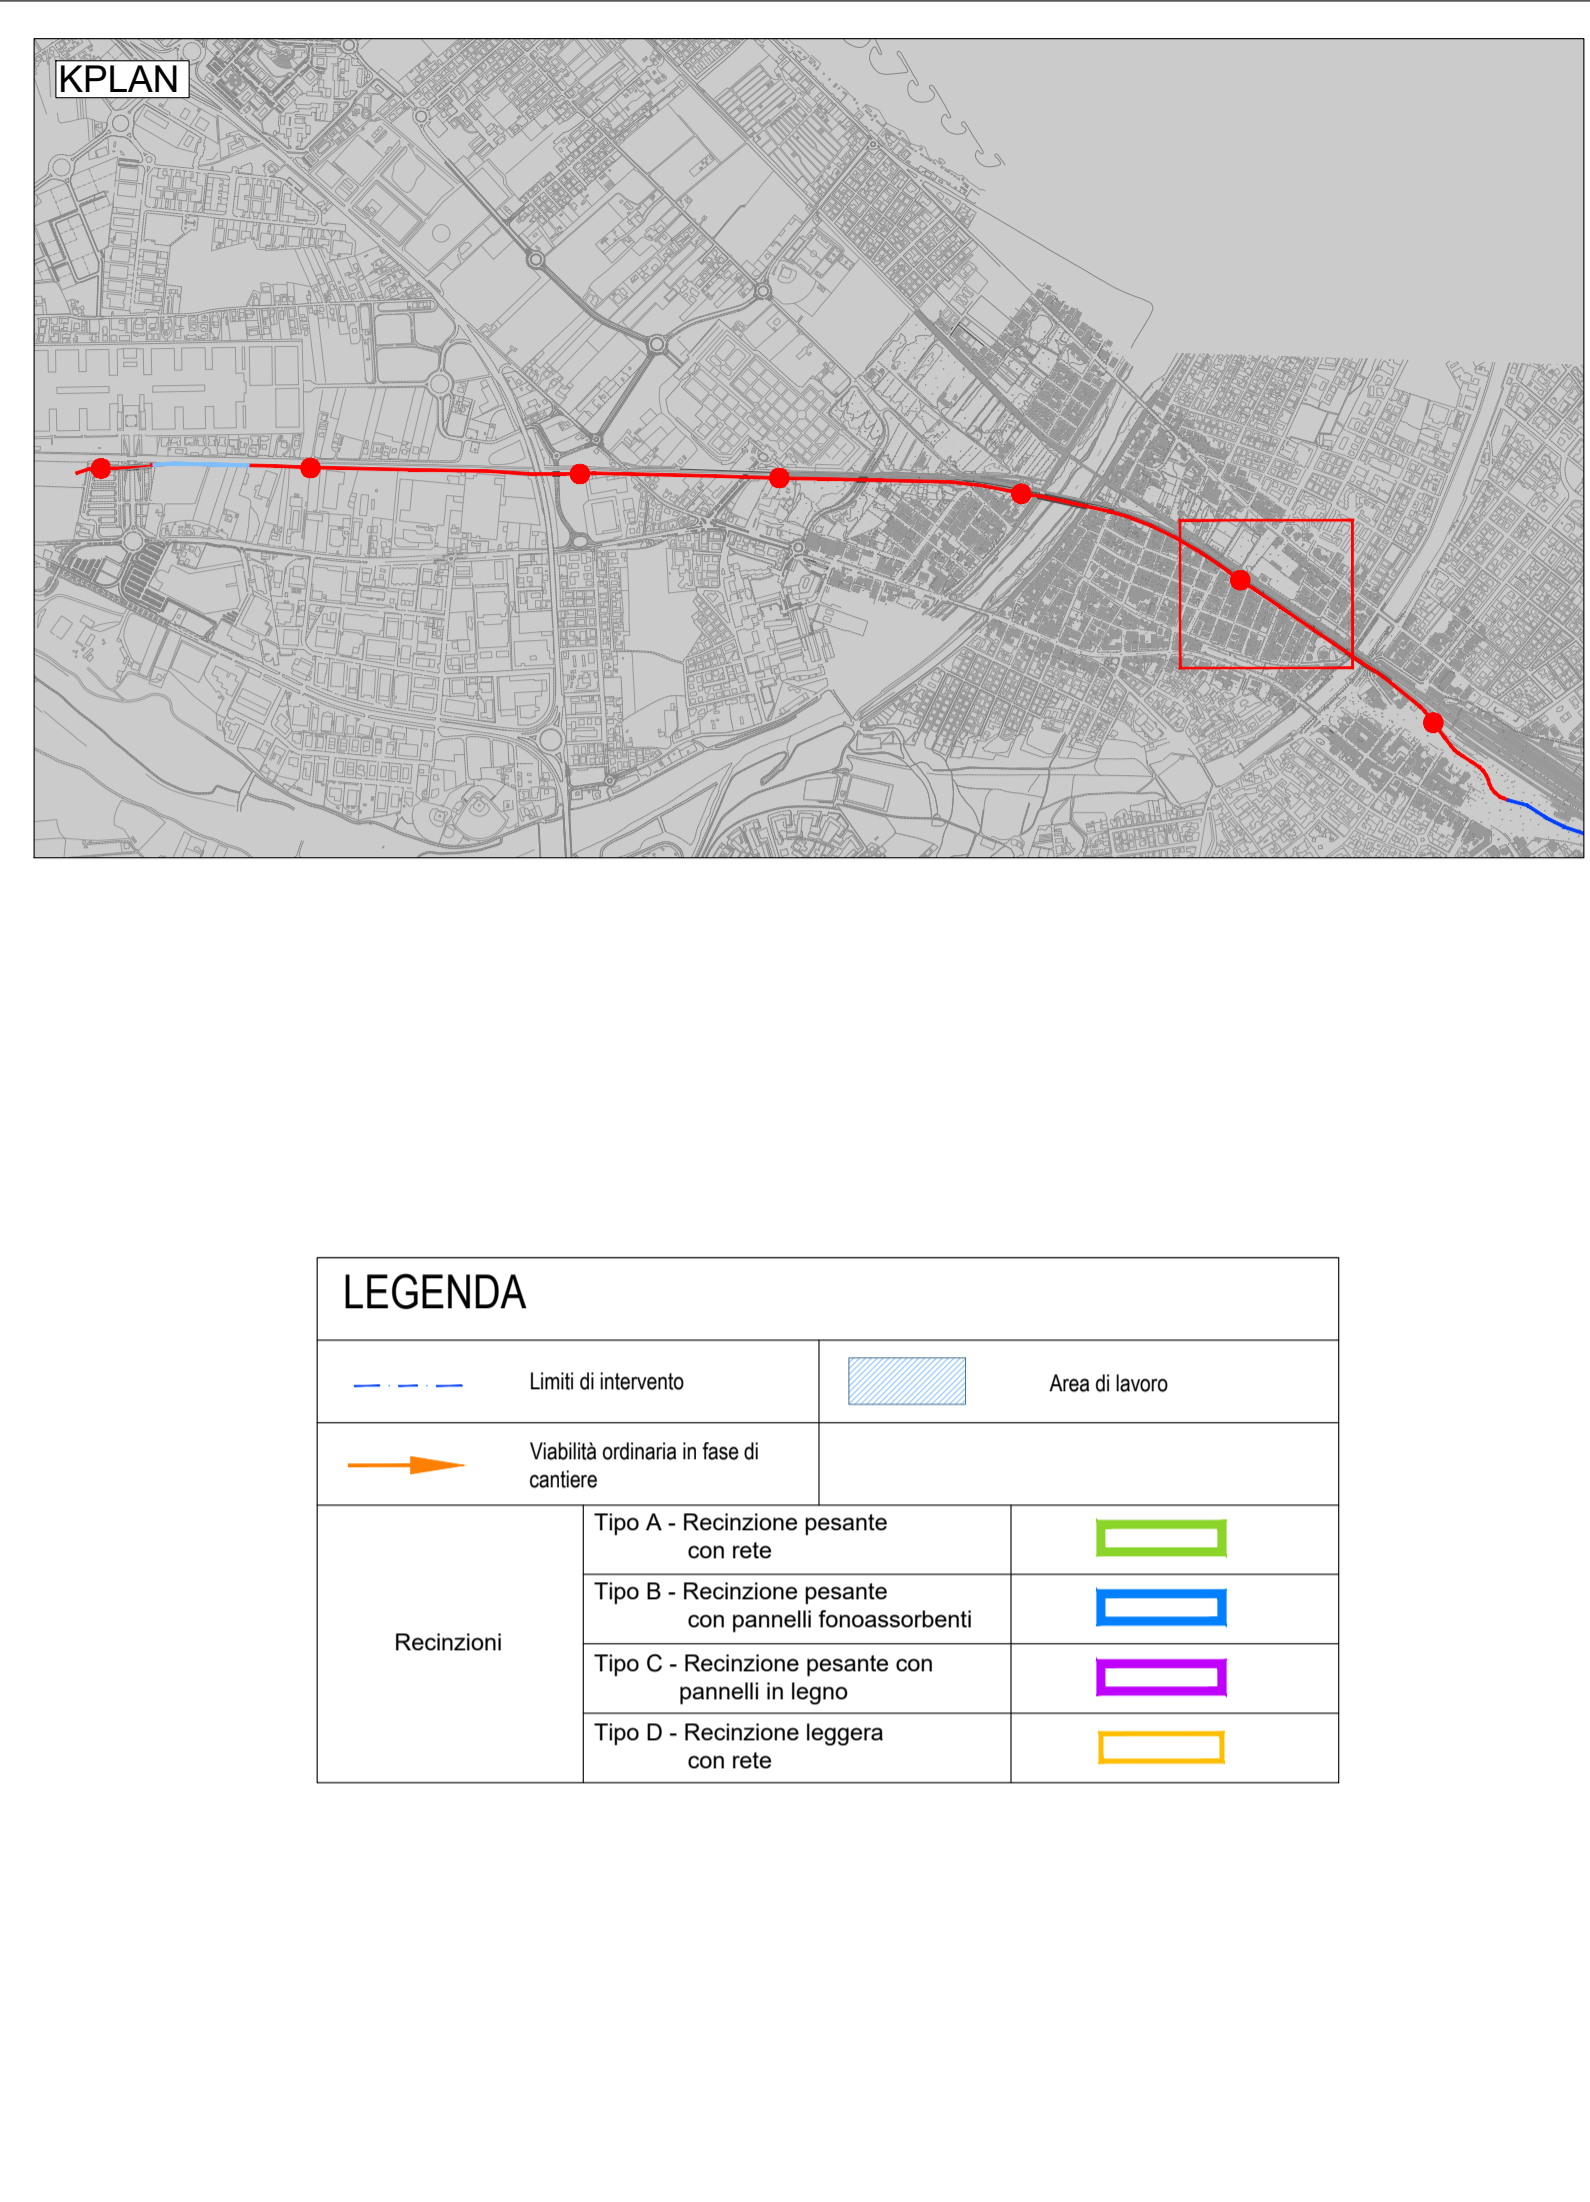 KPLAN
LEGENDA
Limiti di intervento
Area di lavoro
Viabilità ordinaria in fase di
cantiere
Recinzioni
Tipo A - Recinzione pesante
con rete
Tipo B - Recinzione pesante
con pannelli fonoassorbenti
Tipo C - Recinzione pesante con
pannelli in legno
Tipo D - Recinzione leggera
con rete